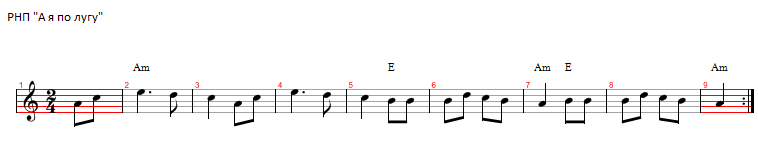 РНП "А я по лугу"
Am E Am E Am
1 2 3 4 5 6 7 8 9
2
4